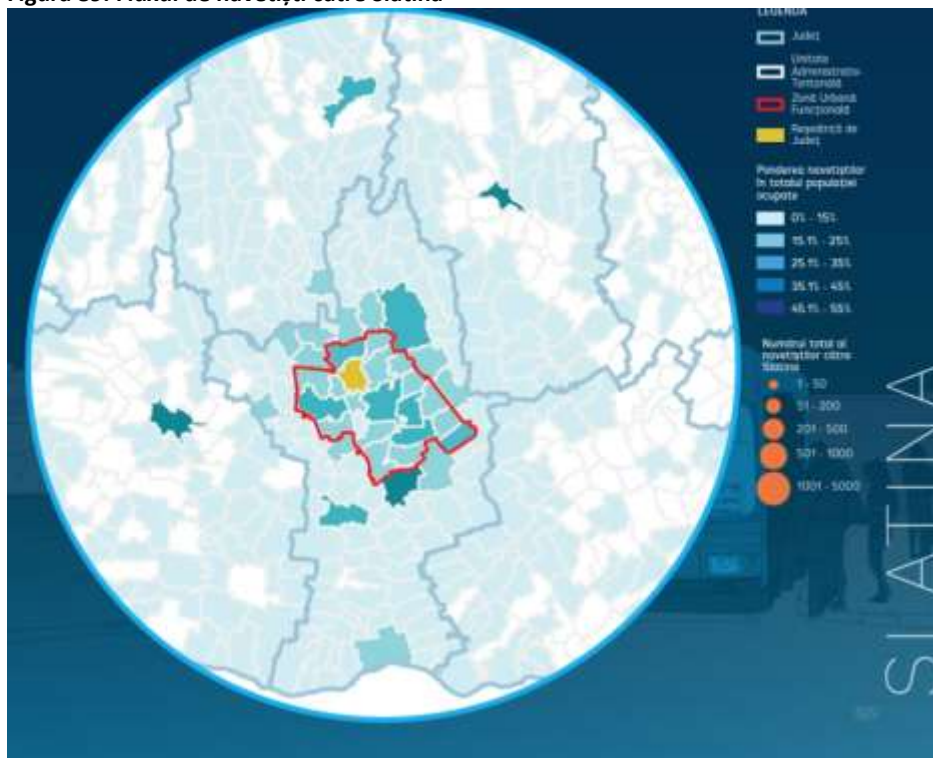 Figura 85. Fluxul de navetiști către Slatina
LEGENDĂ
Județ
Unitate
Administrativ-
Teritorială
Zonă Urbană
Funcțională
Reședință de
Județ
Ponderea navetiștilor
în totalul populației
ocupate
0% - 15%
15.1% - 25%
25.1% - 35%
35.1% - 45%
45.1% - 55%
Numărul total al
navetiștilor către
Slatina
1 - 50
51 - 200
201 - 500
501 - 1000
1001 - 5000
SLATINA